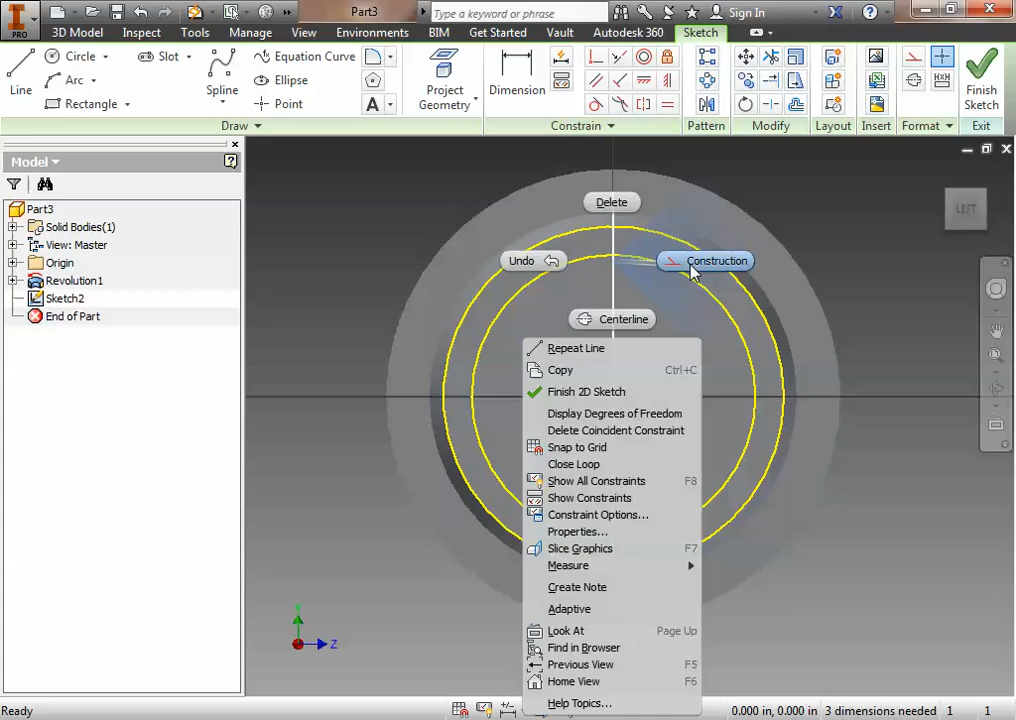 Part3
Type a keyword or phrase
Sign In
PRO
3D Model
Inspect
Tools
Manage
View
Environments
BIM
Get Started
Vault
Autodesk 360
Sketch
Line
Circle
Arc
Rectangle
Slot
Spline
Equation Curve
Ellipse
Point
A
Project
Geometry
Dimension
Finish
Sketch
Draw
Constrain
Pattern
Modify
Layout
Insert
Format
Exit
Model
Part3
Solid Bodies(1)
View: Master
Origin
Revolution1
Sketch2
End of Part
LEFT
Delete
Undo
Construction
Centerline
Repeat Line
Copy Ctrl+C
Finish 2D Sketch
Display Degrees of Freedom
Delete Coincident Constraint
Snap to Grid
Close Loop
Show All Constraints F8
Show Constraints
Constraint Options...
Properties...
Slice Graphics F7
Measure
Create Note
Adaptive
Look At Page Up
Find in Browser
Previous View F5
Home View F6
Help Topics...
Y
Z
Ready
0.000 in, 0.000 in
3 dimensions needed
1
1